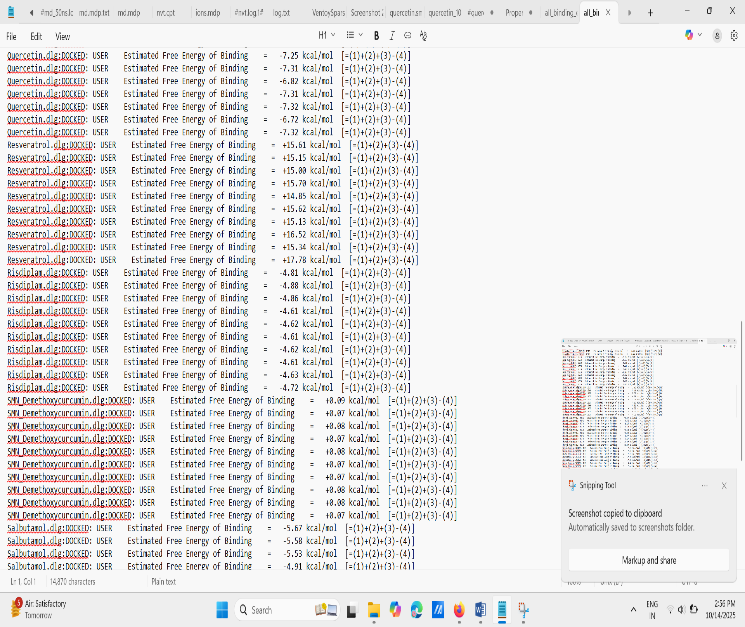 #md_50ns.lo md.mdp.txt md.mdp nvt.cpt ions.mdp #nvt.log.1# log.txt VentoySpars Screenshot 2 quercetin.sm quercetin_10 #quer Proper all_binding_ all_bin
File Edit View H1 B I
Quercetin.dlg:DOCKED: USER Estimated Free Energy of Binding = -7.25 kcal/mol [=(1)+(2)+(3)-(4)]
Quercetin.dlg:DOCKED: USER Estimated Free Energy of Binding = -7.31 kcal/mol [=(1)+(2)+(3)-(4)]
Quercetin.dlg:DOCKED: USER Estimated Free Energy of Binding = -6.82 kcal/mol [=(1)+(2)+(3)-(4)]
Quercetin.dlg:DOCKED: USER Estimated Free Energy of Binding = -7.31 kcal/mol [=(1)+(2)+(3)-(4)]
Quercetin.dlg:DOCKED: USER Estimated Free Energy of Binding = -7.32 kcal/mol [=(1)+(2)+(3)-(4)]
Quercetin.dlg:DOCKED: USER Estimated Free Energy of Binding = -6.72 kcal/mol [=(1)+(2)+(3)-(4)]
Quercetin.dlg:DOCKED: USER Estimated Free Energy of Binding = -7.32 kcal/mol [=(1)+(2)+(3)-(4)]
Resveratrol.dlg:DOCKED: USER Estimated Free Energy of Binding = +15.61 kcal/mol [=(1)+(2)+(3)-(4)]
Resveratrol.dlg:DOCKED: USER Estimated Free Energy of Binding = +15.15 kcal/mol [=(1)+(2)+(3)-(4)]
Resveratrol.dlg:DOCKED: USER Estimated Free Energy of Binding = +15.00 kcal/mol [=(1)+(2)+(3)-(4)]
Resveratrol.dlg:DOCKED: USER Estimated Free Energy of Binding = +15.70 kcal/mol [=(1)+(2)+(3)-(4)]
Resveratrol.dlg:DOCKED: USER Estimated Free Energy of Binding = +14.85 kcal/mol [=(1)+(2)+(3)-(4)]
Resveratrol.dlg:DOCKED: USER Estimated Free Energy of Binding = +15.62 kcal/mol [=(1)+(2)+(3)-(4)]
Resveratrol.dlg:DOCKED: USER Estimated Free Energy of Binding = +15.13 kcal/mol [=(1)+(2)+(3)-(4)]
Resveratrol.dlg:DOCKED: USER Estimated Free Energy of Binding = +16.52 kcal/mol [=(1)+(2)+(3)-(4)]
Resveratrol.dlg:DOCKED: USER Estimated Free Energy of Binding = +15.34 kcal/mol [=(1)+(2)+(3)-(4)]
Resveratrol.dlg:DOCKED: USER Estimated Free Energy of Binding = +17.78 kcal/mol [=(1)+(2)+(3)-(4)]
Risdiplam.dlg:DOCKED: USER Estimated Free Energy of Binding = -4.81 kcal/mol [=(1)+(2)+(3)-(4)]
Risdiplam.dlg:DOCKED: USER Estimated Free Energy of Binding = -4.88 kcal/mol [=(1)+(2)+(3)-(4)]
Risdiplam.dlg:DOCKED: USER Estimated Free Energy of Binding = -4.86 kcal/mol [=(1)+(2)+(3)-(4)]
Risdiplam.dlg:DOCKED: USER Estimated Free Energy of Binding = -4.61 kcal/mol [=(1)+(2)+(3)-(4)]
Risdiplam.dlg:DOCKED: USER Estimated Free Energy of Binding = -4.62 kcal/mol [=(1)+(2)+(3)-(4)]
Risdiplam.dlg:DOCKED: USER Estimated Free Energy of Binding = -4.61 kcal/mol [=(1)+(2)+(3)-(4)]
Risdiplam.dlg:DOCKED: USER Estimated Free Energy of Binding = -4.62 kcal/mol [=(1)+(2)+(3)-(4)]
Risdiplam.dlg:DOCKED: USER Estimated Free Energy of Binding = -4.61 kcal/mol [=(1)+(2)+(3)-(4)]
Risdiplam.dlg:DOCKED: USER Estimated Free Energy of Binding = -4.63 kcal/mol [=(1)+(2)+(3)-(4)]
Risdiplam.dlg:DOCKED: USER Estimated Free Energy of Binding = -4.72 kcal/mol [=(1)+(2)+(3)-(4)]
SMN_Demethoxycurcumin.dlg:DOCKED: USER Estimated Free Energy of Binding = +0.09 kcal/mol [=(1)+(2)+(3)-(4)]
SMN_Demethoxycurcumin.dlg:DOCKED: USER Estimated Free Energy of Binding = +0.07 kcal/mol [=(1)+(2)+(3)-(4)]
SMN_Demethoxycurcumin.dlg:DOCKED: USER Estimated Free Energy of Binding = +0.08 kcal/mol [=(1)+(2)+(3)-(4)]
SMN_Demethoxycurcumin.dlg:DOCKED: USER Estimated Free Energy of Binding = +0.07 kcal/mol [=(1)+(2)+(3)-(4)]
SMN_Demethoxycurcumin.dlg:DOCKED: USER Estimated Free Energy of Binding = +0.08 kcal/mol [=(1)+(2)+(3)-(4)]
SMN_Demethoxycurcumin.dlg:DOCKED: USER Estimated Free Energy of Binding = +0.07 kcal/mol [=(1)+(2)+(3)-(4)]
SMN_Demethoxycurcumin.dlg:DOCKED: USER Estimated Free Energy of Binding = +0.07 kcal/mol [=(1)+(2)+(3)-(4)]
SMN_Demethoxycurcumin.dlg:DOCKED: USER Estimated Free Energy of Binding = +0.08 kcal/mol [=(1)+(2)+(3)-(4)]
SMN_Demethoxycurcumin.dlg:DOCKED: USER Estimated Free Energy of Binding = +0.08 kcal/mol [=(1)+(2)+(3)-(4)]
SMN_Demethoxycurcumin.dlg:DOCKED: USER Estimated Free Energy of Binding = +0.07 kcal/mol [=(1)+(2)+(3)-(4)]
Salbutamol.dlg:DOCKED: USER Estimated Free Energy of Binding = -5.67 kcal/mol [=(1)+(2)+(3)-(4)]
Salbutamol.dlg:DOCKED: USER Estimated Free Energy of Binding = -5.58 kcal/mol [=(1)+(2)+(3)-(4)]
Salbutamol.dlg:DOCKED: USER Estimated Free Energy of Binding = -5.53 kcal/mol [=(1)+(2)+(3)-(4)]
Salbutamol.dlg:DOCKED: USER Estimated Free Energy of Binding = -4.91 kcal/mol [=(1)+(2)+(3)-(4)]
Snipping Tool
Screenshot copied to clipboard
Automatically saved to screenshots folder.
Markup and share
Ln 1, Col 1 14,870 characters Plain text
5 Air: Satisfactory
Tomorrow
Search
ENG
IN
2:56 PM
10/14/2025